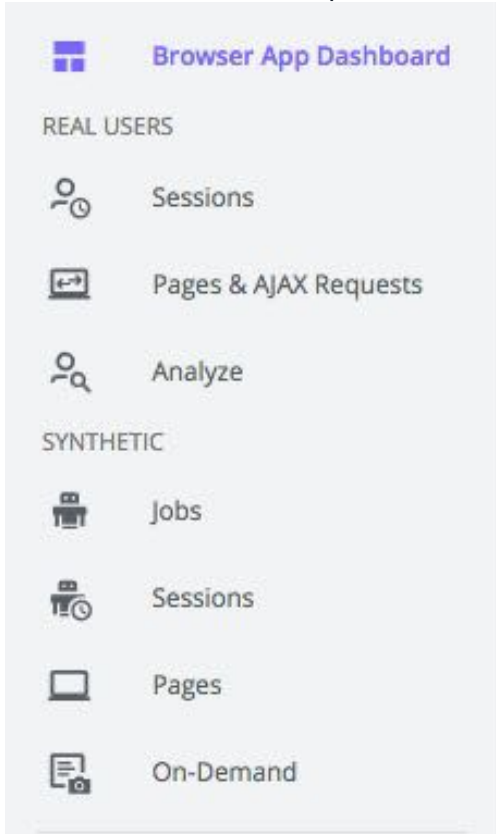 Browser App Dashboard
REAL USERS
Sessions
Pages & AJAX Requests
Analyze
SYNTHETIC
Jobs
Sessions
Pages
On-Demand